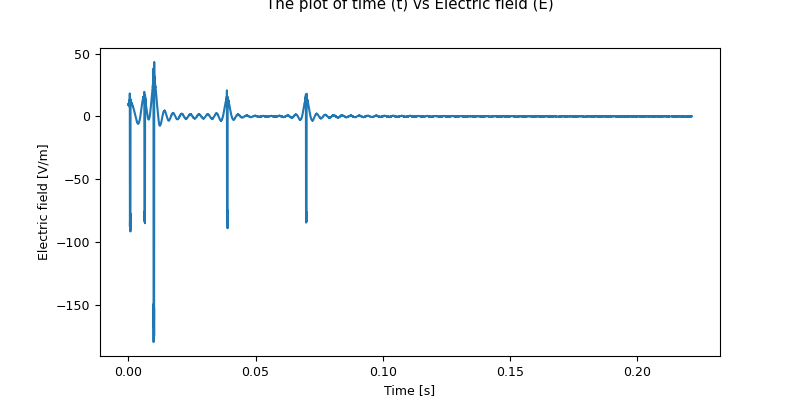 The plot of time (t) vs Electric field (E)
50
0
−50
−100
−150
Electric field [V/m]
0.00 0.05 0.10 0.15 0.20
Time [s]